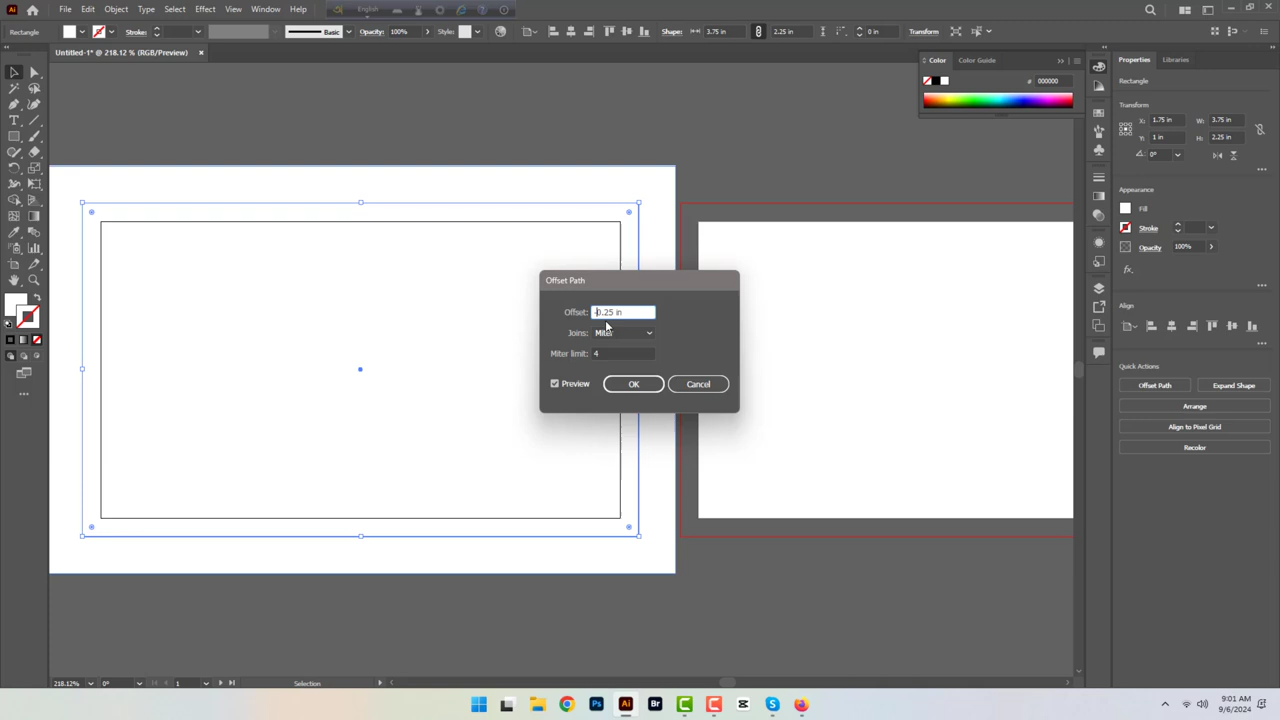 File Edit Object Type Select Effect View Window Help
English
Rectangle Stroke: Basic Opacity: 100% Style: Shape: 3.75 in 2.25 in 0 in Transform
Untitled-1* @ 218.12 % (RGB/Preview)
Color Color Guide
# 000000
Properties Libraries
Rectangle
Transform
X: 1.75 in W: 3.75 in
Y: 1 in H: 2.25 in
0°
Appearance
Fill
Stroke
Opacity 100%
fx
Align
Quick Actions
Offset Path Expand Shape
Arrange
Align to Pixel Grid
Recolor
Offset Path
Offset: -0.25 in
Joins: Miter
Miter limit: 4
Preview OK Cancel
218.12% 0° 1 Selection
Ps Ai Br
9:01 AM
9/6/2024